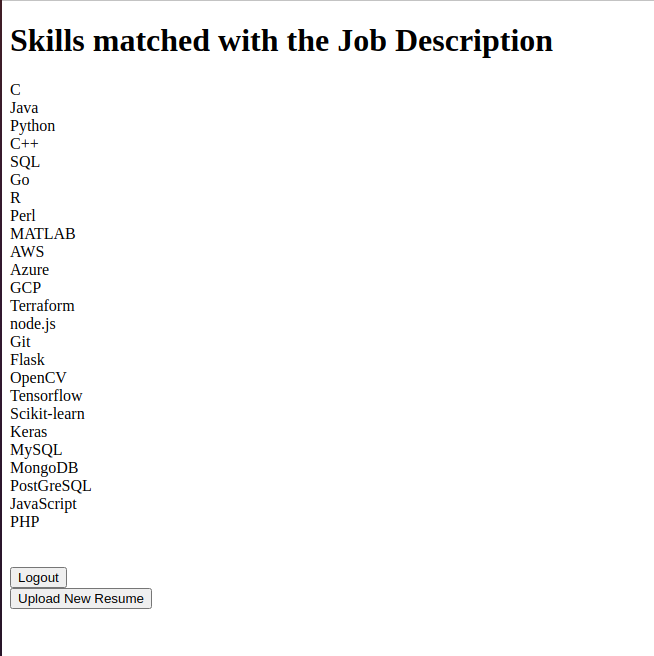 Skills matched with the Job Description
C
Java
Python
C++
SQL
Go
R
Perl
MATLAB
AWS
Azure
GCP
Terraform
node.js
Git
Flask
OpenCV
Tensorflow
Scikit-learn
Keras
MySQL
MongoDB
PostGreSQL
JavaScript
PHP
Logout
Upload New Resume